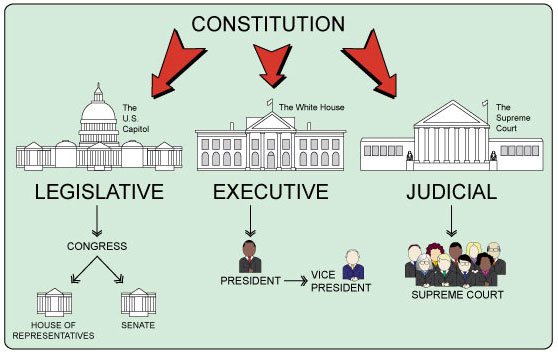 CONSTITUTION
The
U.S.
Capitol
The White House
The
Supreme
Court
LEGISLATIVE
EXECUTIVE
JUDICIAL
CONGRESS
HOUSE OF
REPRESENTATIVES
SENATE
PRESIDENT
VICE
PRESIDENT
SUPREME COURT